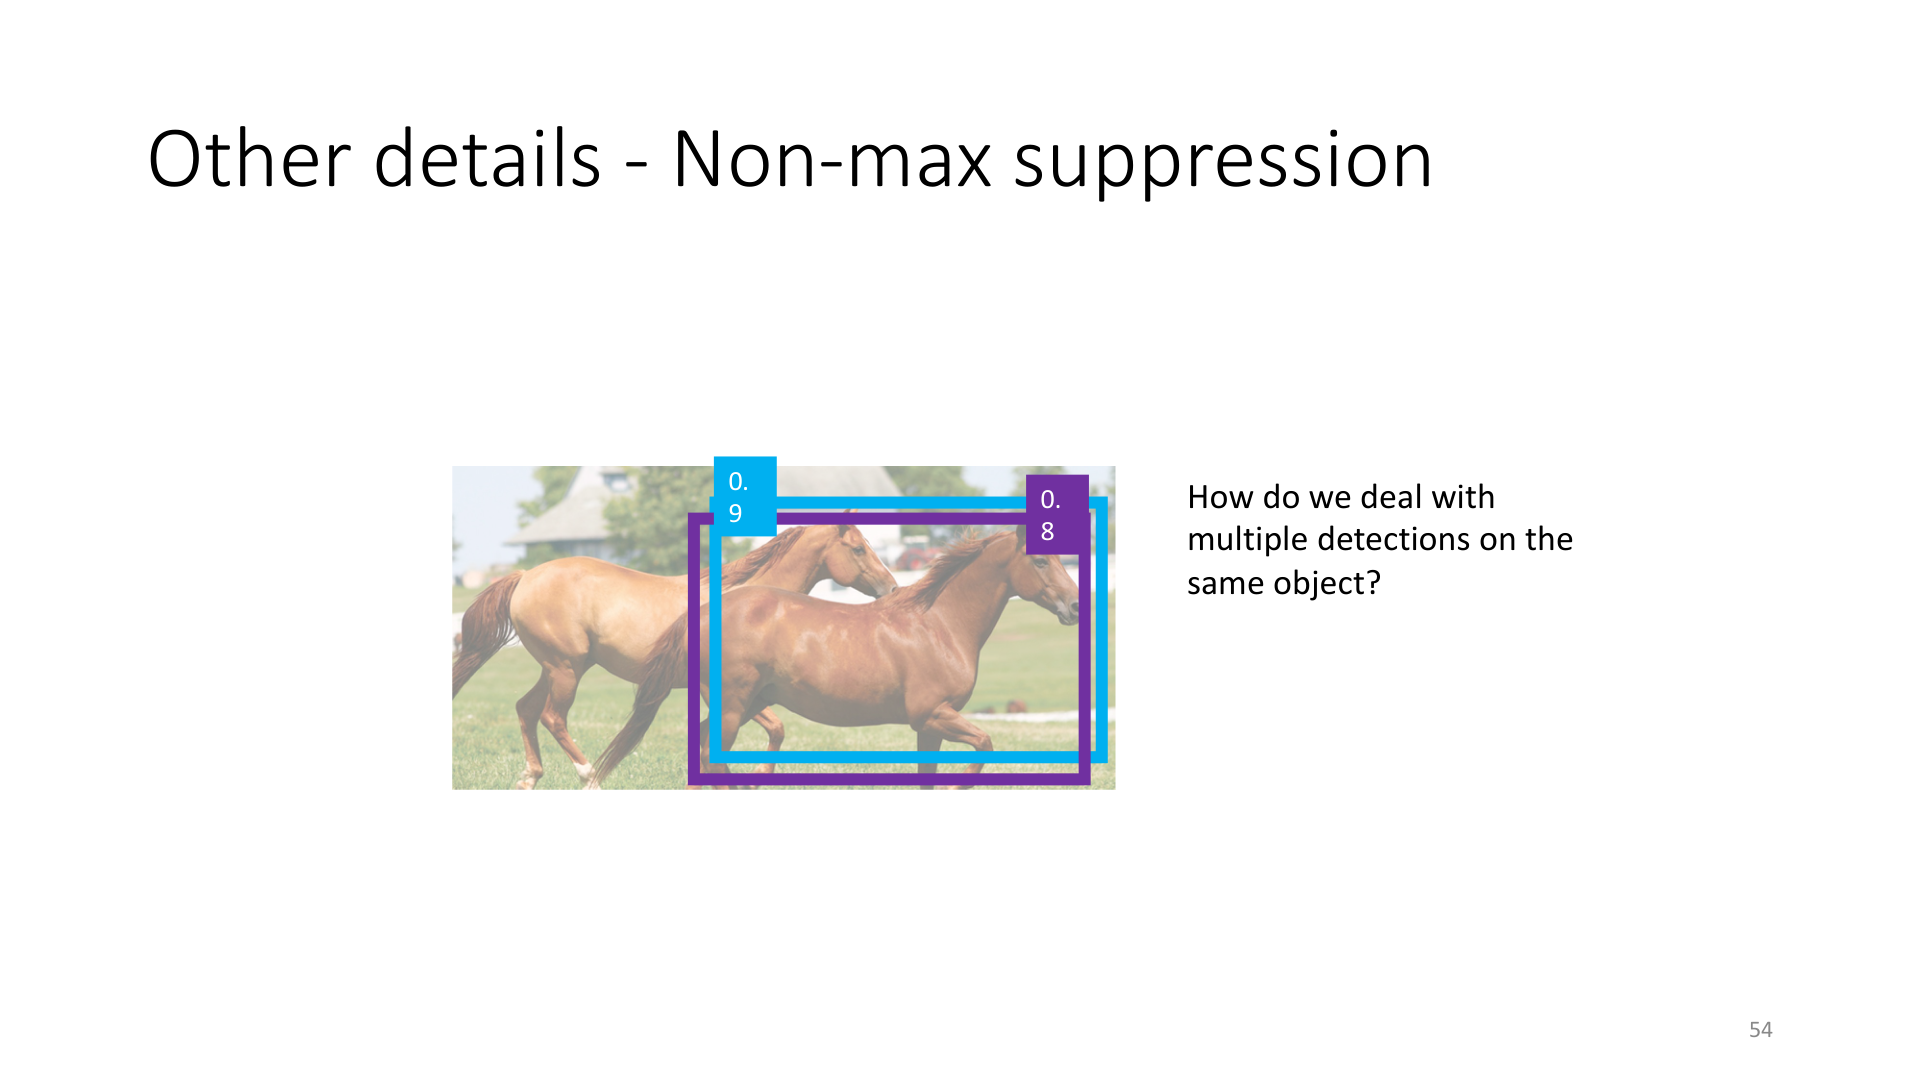 Other details - Non-max suppression
0.
9
0.
8
How do we deal with
multiple detections on the
same object?
54